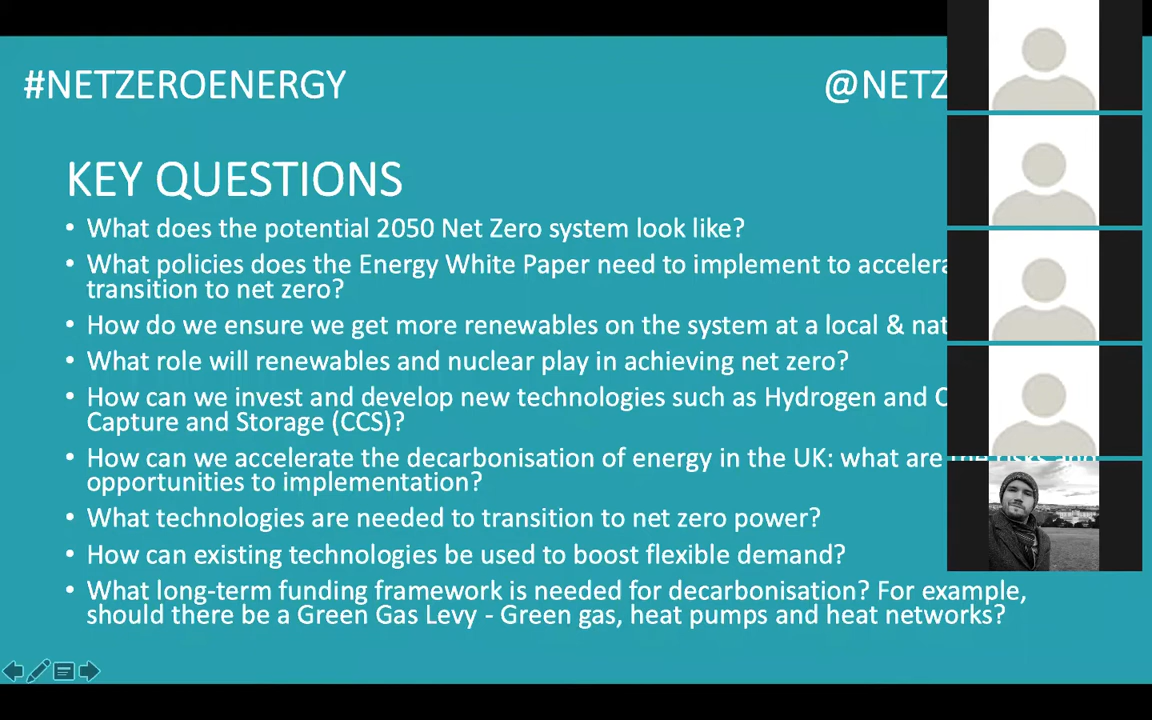 #NETZEROENERGY @NETZ
KEY QUESTIONS
• What does the potential 2050 Net Zero system look like?
• What policies does the Energy White Paper need to implement to accelera
transition to net zero?
• How do we ensure we get more renewables on the system at a local & nat
• What role will renewables and nuclear play in achieving net zero?
• How can we invest and develop new technologies such as Hydrogen and C
Capture and Storage (CCS)?
• How can we accelerate the decarbonisation of energy in the UK: what are the risks and
opportunities to implementation?
• What technologies are needed to transition to net zero power?
• How can existing technologies be used to boost flexible demand?
• What long-term funding framework is needed for decarbonisation? For example,
should there be a Green Gas Levy - Green gas, heat pumps and heat networks?